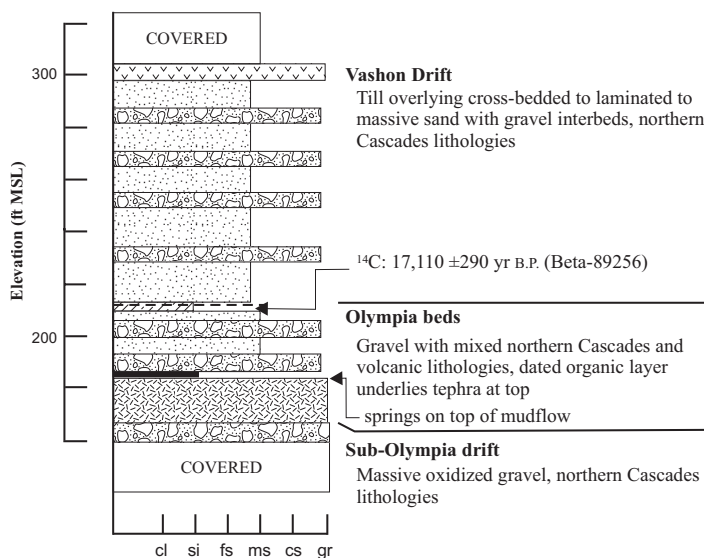 COVERED
300
200
Elevation (ft MSL)
Vashon Drift
Till overlying cross-bedded to laminated to
massive sand with gravel interbeds, northern
Cascades lithologies
¹⁴C: 17,110 ±290 yr B.P. (Beta-89256)
Olympia beds
Gravel with mixed northern Cascades and
volcanic lithologies, dated organic layer
underlies tephra at top
springs on top of mudflow
Sub-Olympia drift
Massive oxidized gravel, northern Cascades
lithologies
COVERED
cl si fs ms cs gr